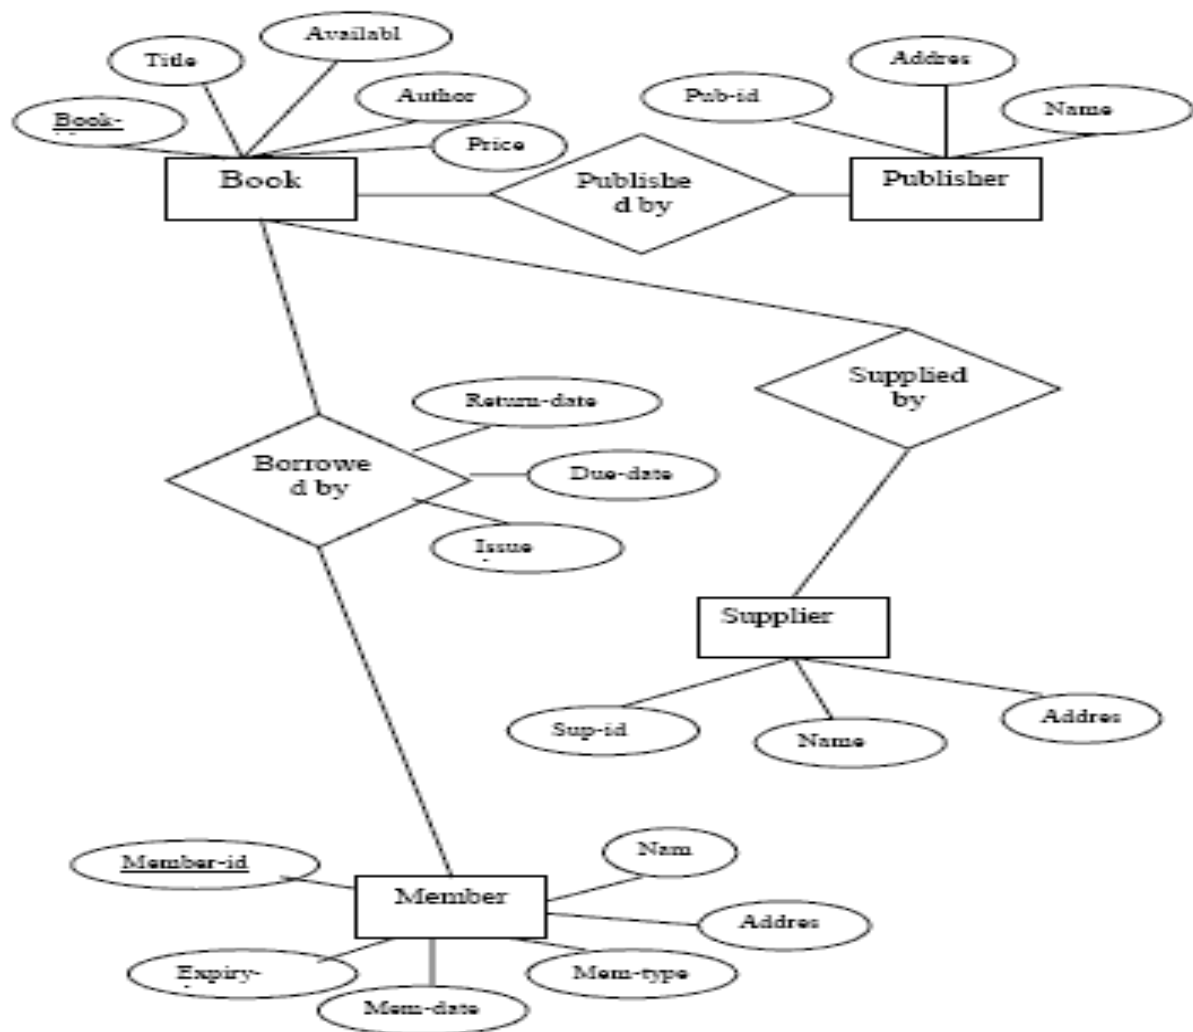 Availabl
Title
Addres
Author
Pub-id
Name
Book-
Price
Book
Publishe
d by
Publisher
Supplied
by
Return-date
Borrowe
d by
Due-date
Issue
Supplier
Sup-id
Name
Addres
Nam
Member-id
Member
Addres
Expiry-
Mem-type
Mem-date